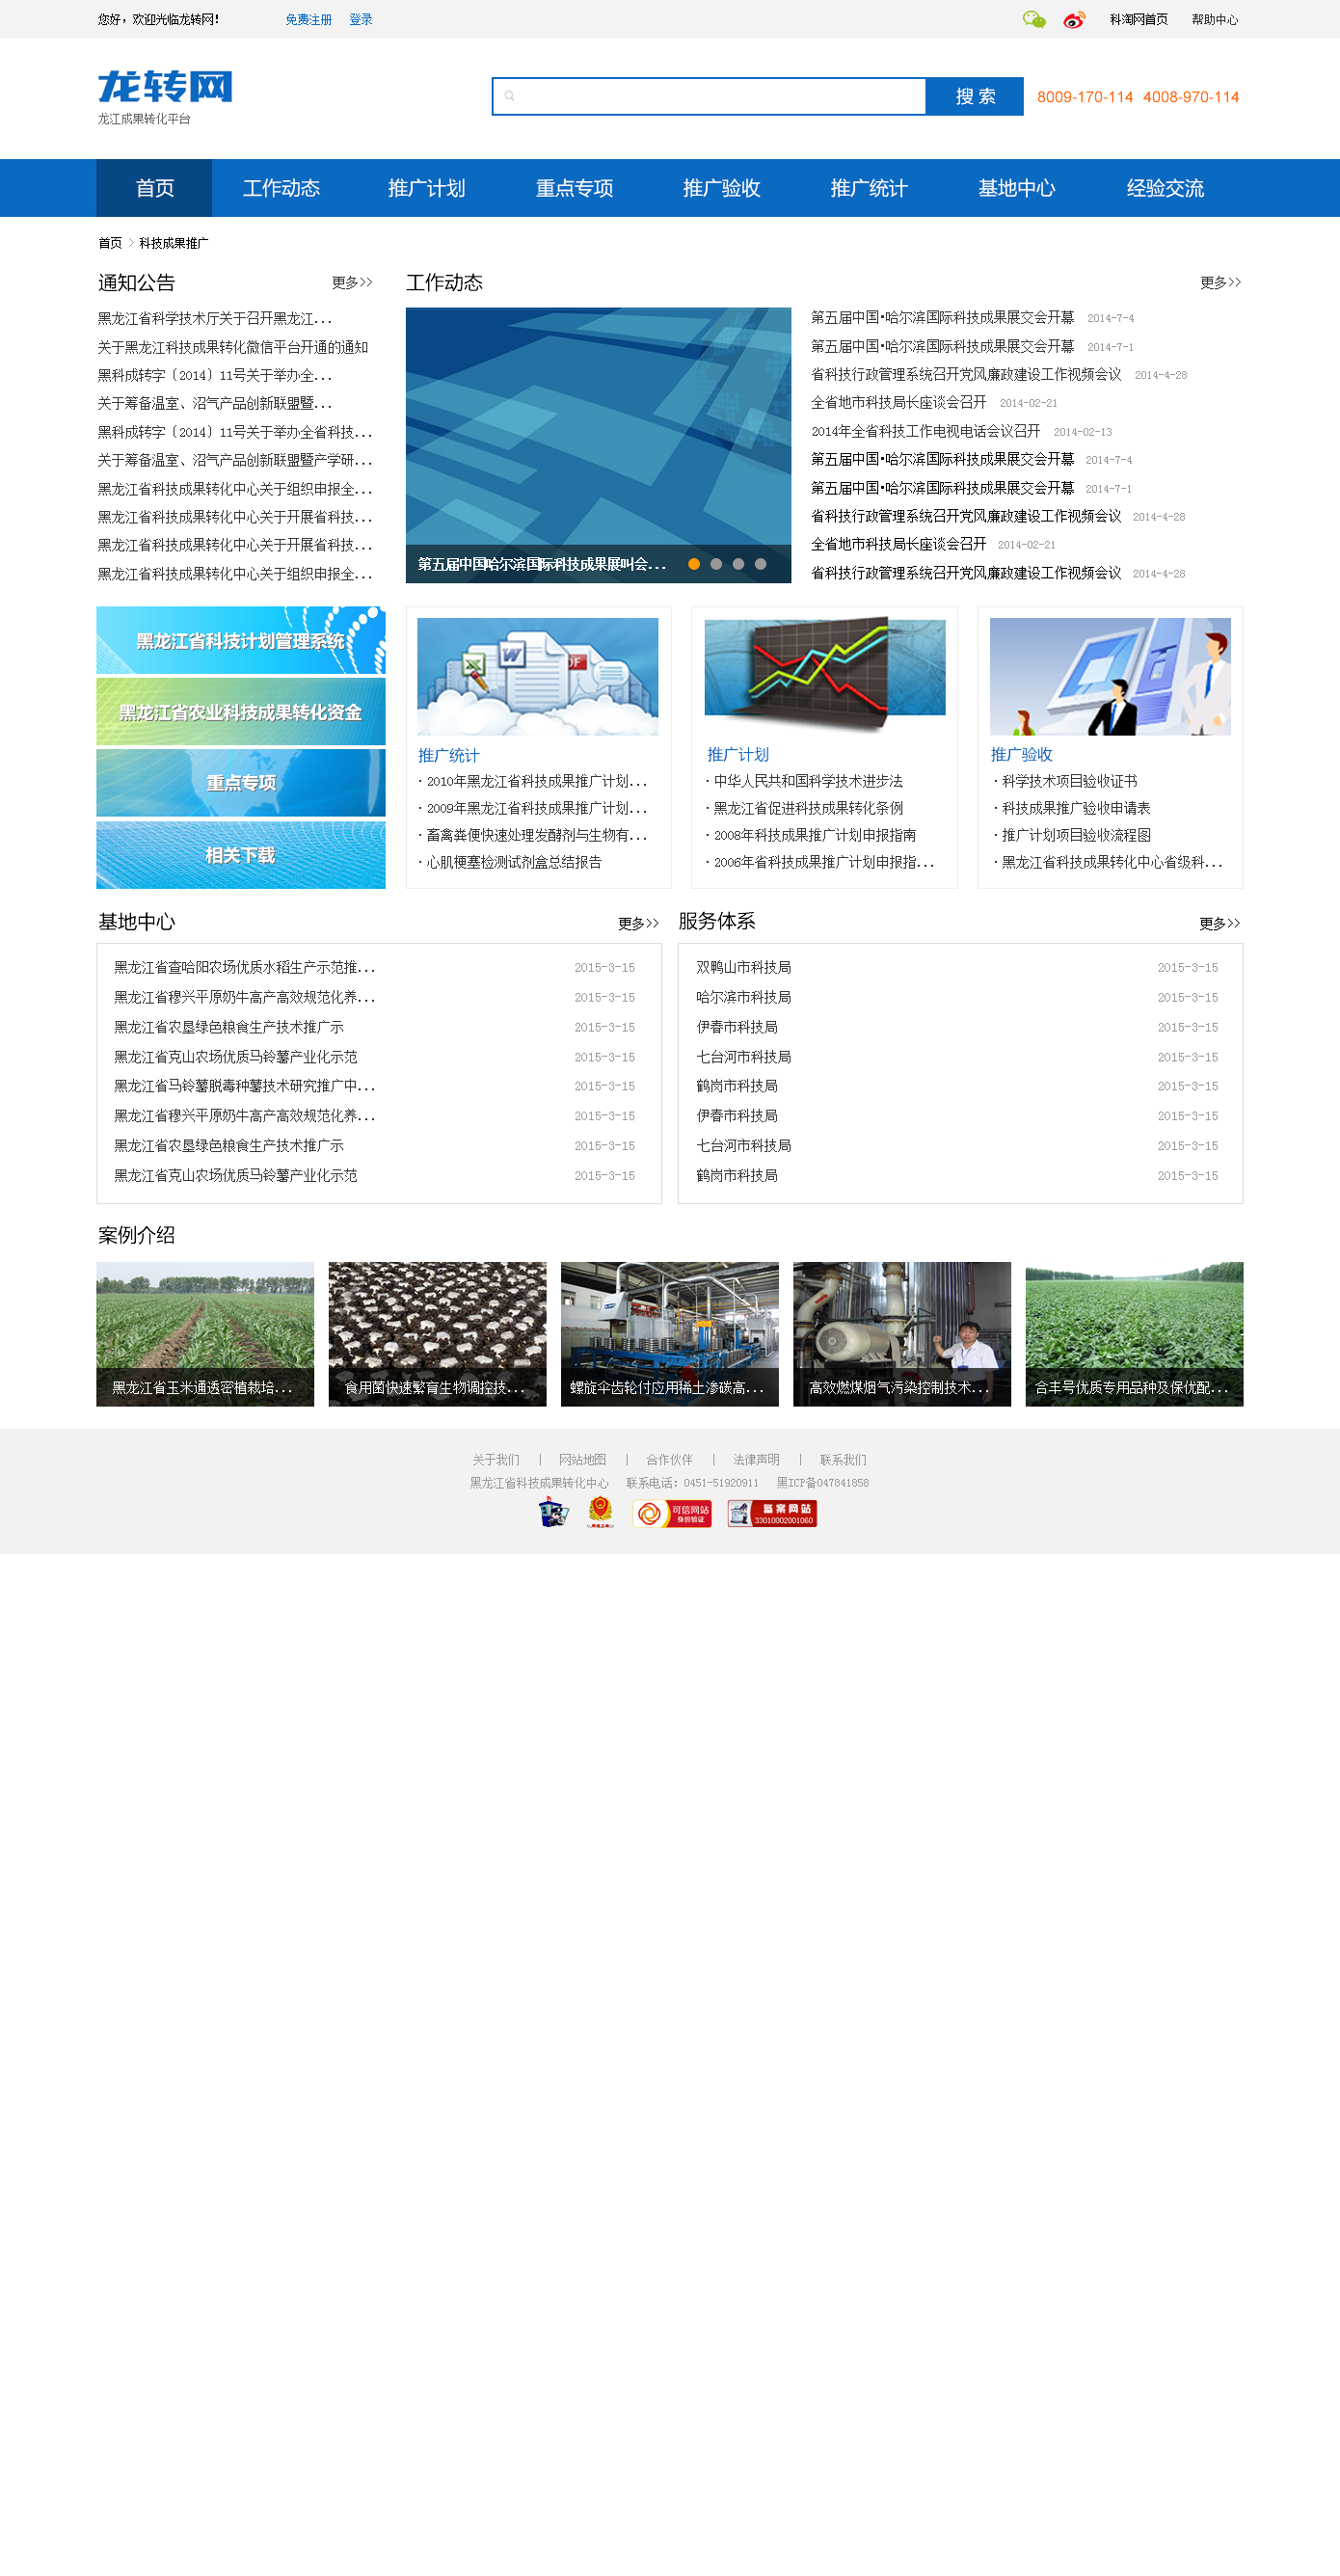 您好，欢迎光临龙转网！ 免费注册 登录 科淘网首页 帮助中心
龙转网
龙江成果转化平台
搜 索 8009-170-114 4008-970-114
首页 工作动态 推广计划 重点专项 推广验收 推广统计 基地中心 经验交流
首页 > 科技成果推广
通知公告 更多>>
黑龙江省科学技术厅关于召开黑龙江...
关于黑龙江科技成果转化微信平台开通的通知
黑科成转字〔2014〕11号关于举办全...
关于筹备温室、沼气产品创新联盟暨...
黑科成转字〔2014〕11号关于举办全省科技...
关于筹备温室、沼气产品创新联盟暨产学研...
黑龙江省科技成果转化中心关于组织申报全...
黑龙江省科技成果转化中心关于开展省科技...
黑龙江省科技成果转化中心关于开展省科技...
黑龙江省科技成果转化中心关于组织申报全...
工作动态 更多>>
第五届中国哈尔滨国际科技成果展叫会...
第五届中国·哈尔滨国际科技成果展交会开幕 2014-7-4
第五届中国·哈尔滨国际科技成果展交会开幕 2014-7-1
省科技行政管理系统召开党风廉政建设工作视频会议 2014-4-28
全省地市科技局长座谈会召开 2014-02-21
2014年全省科技工作电视电话会议召开 2014-02-13
第五届中国·哈尔滨国际科技成果展交会开幕 2014-7-4
第五届中国·哈尔滨国际科技成果展交会开幕 2014-7-1
省科技行政管理系统召开党风廉政建设工作视频会议 2014-4-28
全省地市科技局长座谈会召开 2014-02-21
省科技行政管理系统召开党风廉政建设工作视频会议 2014-4-28
黑龙江省科技计划管理系统
黑龙江省农业科技成果转化资金
重点专项
相关下载
推广统计
·2010年黑龙江省科技成果推广计划...
·2009年黑龙江省科技成果推广计划...
·畜禽粪便快速处理发酵剂与生物有...
·心肌梗塞检测试剂盒总结报告
推广计划
·中华人民共和国科学技术进步法
·黑龙江省促进科技成果转化条例
·2008年科技成果推广计划申报指南
·2006年省科技成果推广计划申报指...
推广验收
·科学技术项目验收证书
·科技成果推广验收申请表
·推广计划项目验收流程图
·黑龙江省科技成果转化中心省级科...
基地中心 更多>>
黑龙江省查哈阳农场优质水稻生产示范推... 2015-3-15
黑龙江省穆兴平原奶牛高产高效规范化养... 2015-3-15
黑龙江省农垦绿色粮食生产技术推广示 2015-3-15
黑龙江省克山农场优质马铃薯产业化示范 2015-3-15
黑龙江省马铃薯脱毒种薯技术研究推广中... 2015-3-15
黑龙江省穆兴平原奶牛高产高效规范化养... 2015-3-15
黑龙江省农垦绿色粮食生产技术推广示 2015-3-15
黑龙江省克山农场优质马铃薯产业化示范 2015-3-15
服务体系 更多>>
双鸭山市科技局 2015-3-15
哈尔滨市科技局 2015-3-15
伊春市科技局 2015-3-15
七台河市科技局 2015-3-15
鹤岗市科技局 2015-3-15
伊春市科技局 2015-3-15
七台河市科技局 2015-3-15
鹤岗市科技局 2015-3-15
案例介绍
黑龙江省玉米通透密植栽培...
食用菌快速繁育生物调控技...
螺旋伞齿轮付应用稀土渗碳高...
高效燃煤烟气污染控制技术...
合丰号优质专用品种及保优配...
关于我们 | 网站地图 | 合作伙伴 | 法律声明 | 联系我们
黑龙江省科技成果转化中心 联系电话：0451-51920911 黑ICP备047841858
可信网站
身份验证
备案网站
33010002001060